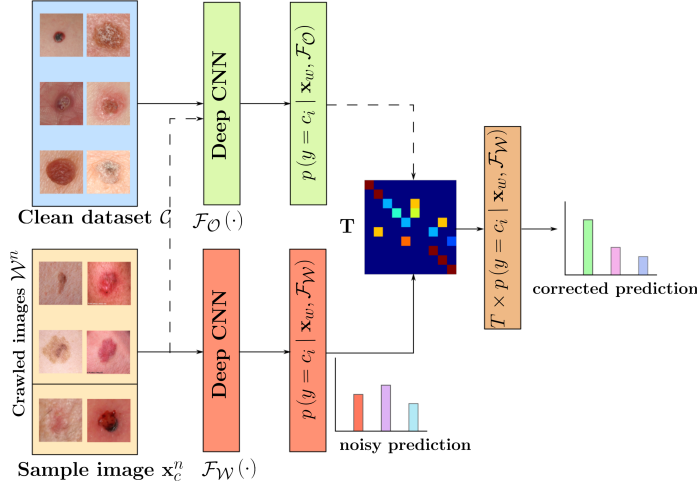 Clean dataset 𝒞
Deep CNN
ℱ_𝒪(·)
p(y = c_i | x_w, ℱ_𝒪)
Crawled images 𝒲^n
Sample image x_c^n
Deep CNN
ℱ_𝒲(·)
p(y = c_i | x_w, ℱ_𝒲)
noisy prediction
T
T × p(y = c_i | x_w, ℱ_𝒲)
corrected prediction